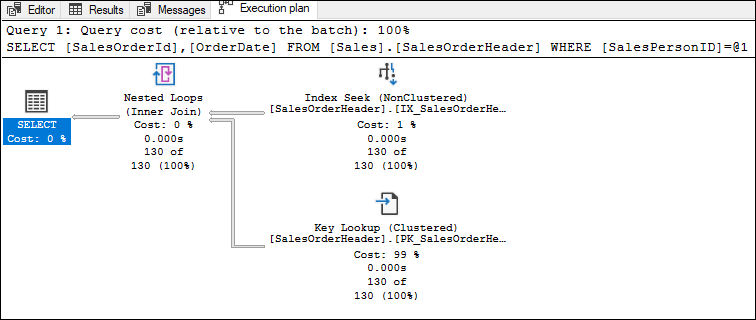 Editor Results Messages Execution plan
Query 1: Query cost (relative to the batch): 100%
SELECT [SalesOrderId],[OrderDate] FROM [Sales].[SalesOrderHeader] WHERE [SalesPersonID]=@1
SELECT
Cost: 0 %
Nested Loops
(Inner Join)
Cost: 0 %
0.000s
130 of
130 (100%)
Index Seek (NonClustered)
[SalesOrderHeader].[IX_SalesOrderHe…
Cost: 1 %
0.000s
130 of
130 (100%)
Key Lookup (Clustered)
[SalesOrderHeader].[PK_SalesOrderHe…
Cost: 99 %
0.000s
130 of
130 (100%)